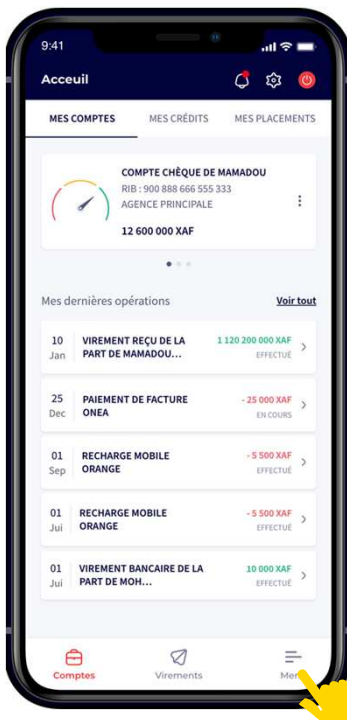 9:41
Acceuil
MES COMPTES MES CRÉDITS MES PLACEMENTS
COMPTE CHÈQUE DE MAMADOU
RIB : 900 888 666 555 333
AGENCE PRINCIPALE
12 600 000 XAF
Mes dernières opérations Voir tout
10 VIREMENT REÇU DE LA 1 120 200 000 XAF
Jan PART DE MAMADOU... EFFECTUÉ
25 PAIEMENT DE FACTURE - 25 000 XAF
Dec ONEA EN COURS
01 RECHARGE MOBILE - 5 500 XAF
Sep ORANGE EFFECTUÉ
01 RECHARGE MOBILE - 5 500 XAF
Jui ORANGE EFFECTUÉ
01 VIREMENT BANCAIRE DE LA 10 000 XAF
Jui PART DE MOH... EFFECTUÉ
Comptes Virements